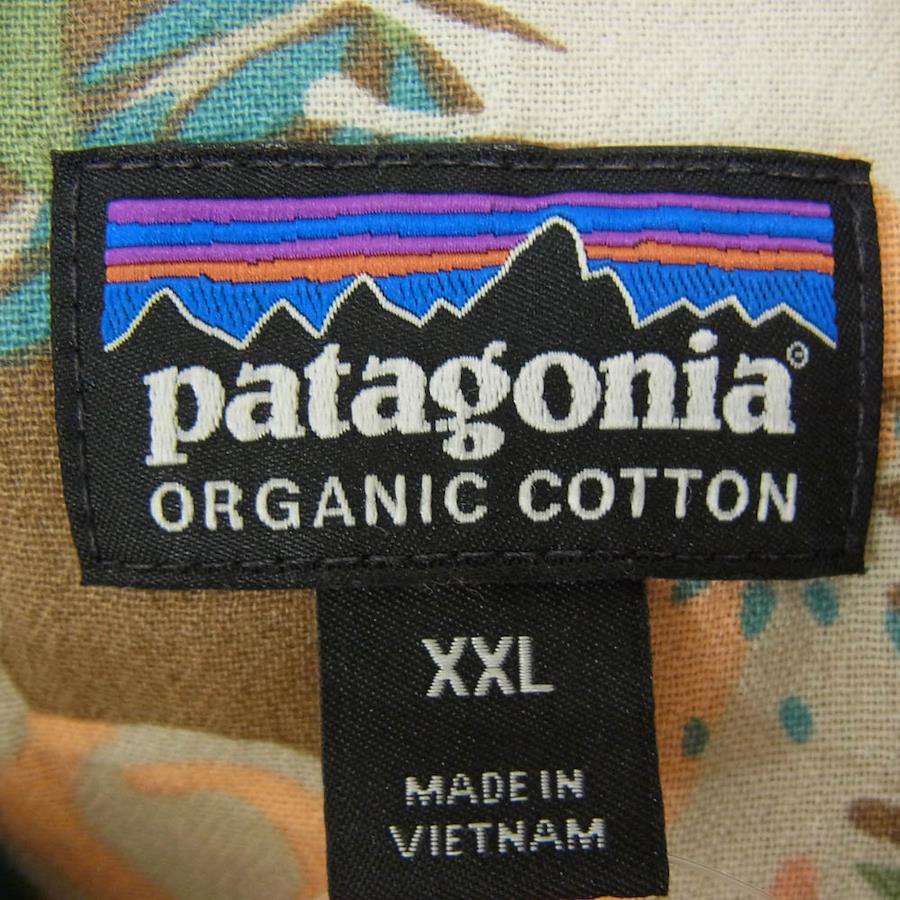 patagonia®
ORGANIC COTTON
XXL
MADE IN
VIETNAM